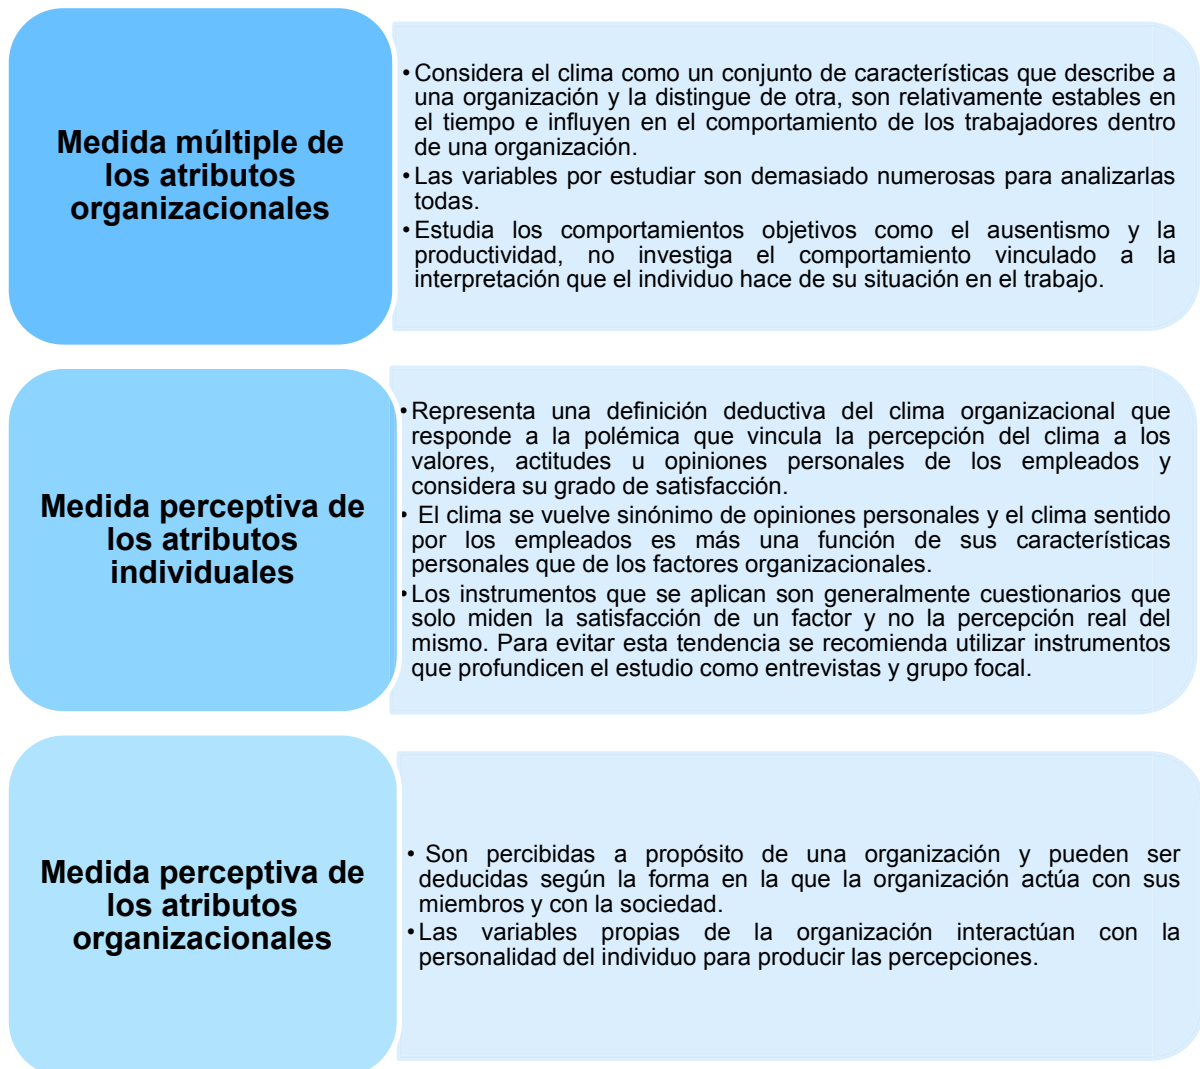 Medida múltiple de
los atributos
organizacionales
•Considera el clima como un conjunto de características que describe a
una organización y la distingue de otra, son relativamente estables en
el tiempo e influyen en el comportamiento de los trabajadores dentro
de una organización.
•Las variables por estudiar son demasiado numerosas para analizarlas
todas.
•Estudia los comportamientos objetivos como el ausentismo y la
productividad, no investiga el comportamiento vinculado a la
interpretación que el individuo hace de su situación en el trabajo.
Medida perceptiva de
los atributos
individuales
•Representa una definición deductiva del clima organizacional que
responde a la polémica que vincula la percepción del clima a los
valores, actitudes u opiniones personales de los empleados y
considera su grado de satisfacción.
• El clima se vuelve sinónimo de opiniones personales y el clima sentido
por los empleados es más una función de sus características
personales que de los factores organizacionales.
•Los instrumentos que se aplican son generalmente cuestionarios que
solo miden la satisfacción de un factor y no la percepción real del
mismo. Para evitar esta tendencia se recomienda utilizar instrumentos
que profundicen el estudio como entrevistas y grupo focal.
Medida perceptiva de
los atributos
organizacionales
• Son percibidas a propósito de una organización y pueden ser
deducidas según la forma en la que la organización actúa con sus
miembros y con la sociedad.
•Las variables propias de la organización interactúan con la
personalidad del individuo para producir las percepciones.